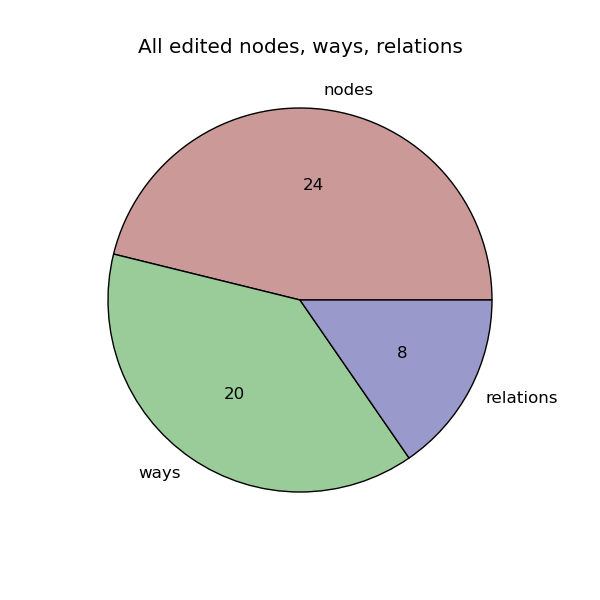 All edited nodes, ways, relations
nodes
24
8
20
relations
ways